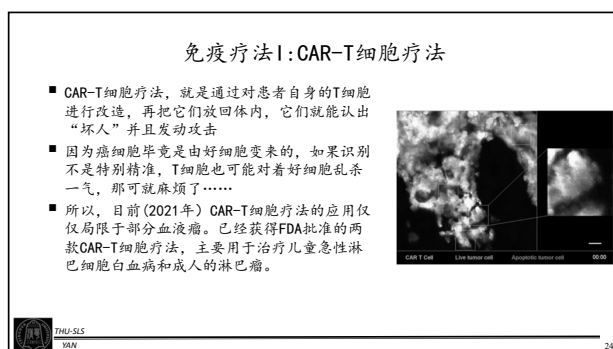 免疫疗法I:CAR-T细胞疗法
CAR-T细胞疗法，就是通过对患者自身的T细胞
进行改造，再把它们放回体内，它们就能认出
“坏人”并且发动攻击
因为癌细胞毕竟是由好细胞变来的，如果识别
不是特别精准，T细胞也可能对着好细胞乱杀
一气，那可就麻烦了……
所以，目前(2021年) CAR-T细胞疗法的应用仅
仅局限于部分血液瘤。已经获得FDA批准的两
款CAR-T细胞疗法，主要用于治疗儿童急性淋
巴细胞白血病和成人的淋巴瘤。
CAR T Cell Live tumor cell Apoptotic tumor cell 00:00
THU-SLS
YAN
24